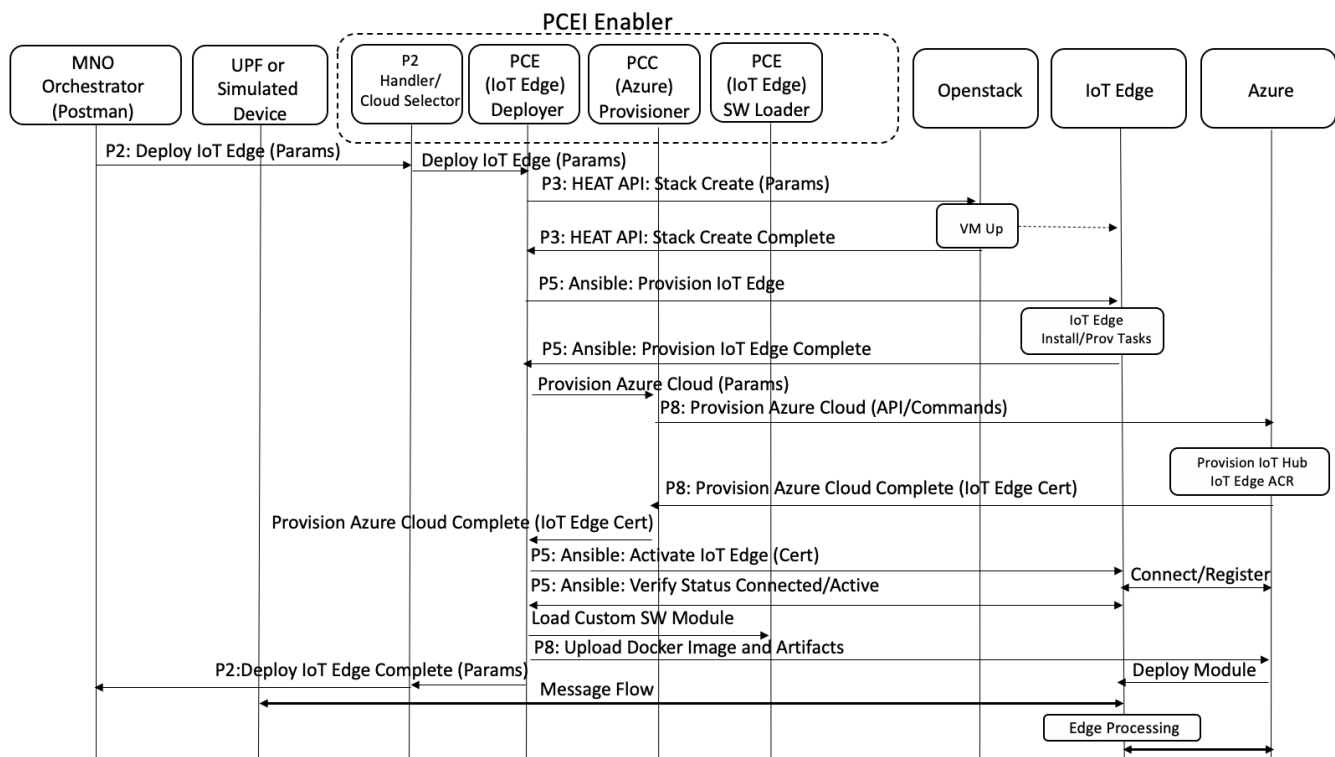 PCEI Enabler
MNO
Orchestrator
(Postman)
UPF or
Simulated
Device
P2
Handler/
Cloud Selector
PCE
(IoT Edge)
Deployer
PCC
(Azure)
Provisioner
PCE
(IoT Edge)
SW Loader
Openstack
IoT Edge
Azure
P2: Deploy IoT Edge (Params)
Deploy IoT Edge (Params)
P3: HEAT API: Stack Create (Params)
VM Up
P3: HEAT API: Stack Create Complete
P5: Ansible: Provision IoT Edge
IoT Edge
Install/Prov Tasks
P5: Ansible: Provision IoT Edge Complete
Provision Azure Cloud (Params)
P8: Provision Azure Cloud (API/Commands)
Provision IoT Hub
IoT Edge ACR
P8: Provision Azure Cloud Complete (IoT Edge Cert)
Provision Azure Cloud Complete (IoT Edge Cert)
P5: Ansible: Activate IoT Edge (Cert)
Connect/Register
P5: Ansible: Verify Status Connected/Active
Load Custom SW Module
P8: Upload Docker Image and Artifacts
P2:Deploy IoT Edge Complete (Params)
Deploy Module
Message Flow
Edge Processing